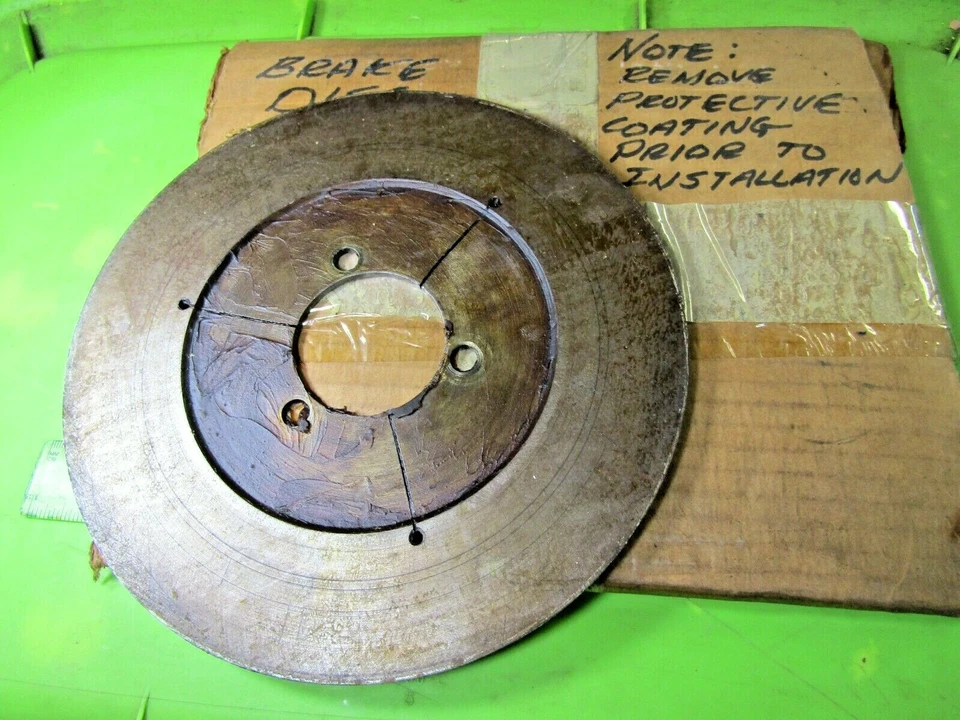 BRAKE
NOTE:
REMOVE
PROTECTIVE
COATING
PRIOR TO
INSTALLATION